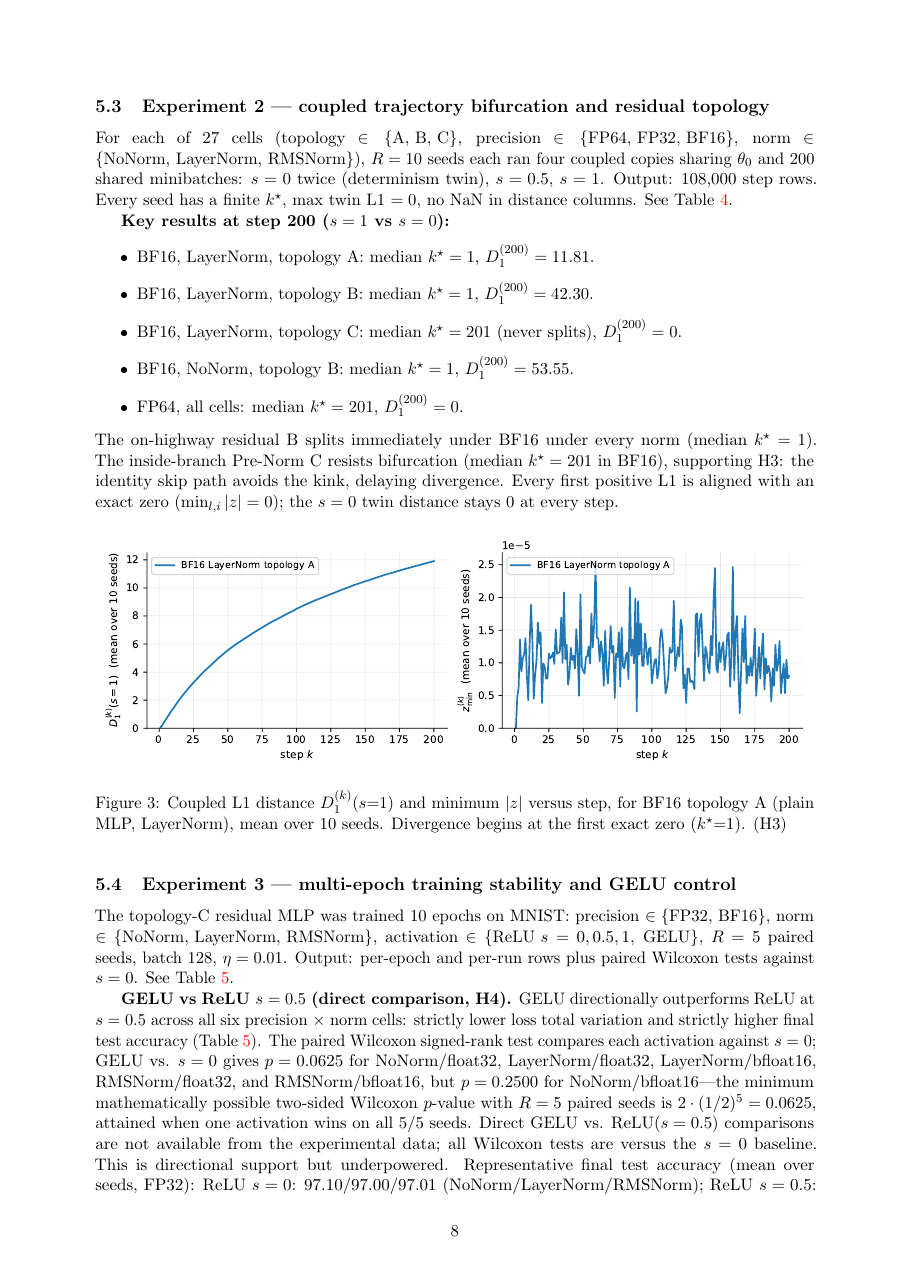 5.3 Experiment 2 — coupled trajectory bifurcation and residual topology
For each of 27 cells (topology ∈ {A, B, C}, precision ∈ {FP64, FP32, BF16}, norm ∈
{NoNorm, LayerNorm, RMSNorm}), R = 10 seeds each ran four coupled copies sharing θ₀ and 200
shared minibatches: s = 0 twice (determinism twin), s = 0.5, s = 1. Output: 108,000 step rows.
Every seed has a finite k⋆, max twin L1 = 0, no NaN in distance columns. See Table 4.
Key results at step 200 (s = 1 vs s = 0):
• BF16, LayerNorm, topology A: median k⋆ = 1, D₁⁽²⁰⁰⁾ = 11.81.
• BF16, LayerNorm, topology B: median k⋆ = 1, D₁⁽²⁰⁰⁾ = 42.30.
• BF16, LayerNorm, topology C: median k⋆ = 201 (never splits), D₁⁽²⁰⁰⁾ = 0.
• BF16, NoNorm, topology B: median k⋆ = 1, D₁⁽²⁰⁰⁾ = 53.55.
• FP64, all cells: median k⋆ = 201, D₁⁽²⁰⁰⁾ = 0.
The on-highway residual B splits immediately under BF16 under every norm (median k⋆ = 1).
The inside-branch Pre-Norm C resists bifurcation (median k⋆ = 201 in BF16), supporting H3: the
identity skip path avoids the kink, delaying divergence. Every first positive L1 is aligned with an
exact zero (min_{l,i} |z| = 0); the s = 0 twin distance stays 0 at every step.
D₁⁽ᵏ⁾(s = 1) (mean over 10 seeds)
12
10
8
6
4
2
0
BF16 LayerNorm topology A
0 25 50 75 100 125 150 175 200
step k
z_min^(k) (mean over 10 seeds)
1e−5
2.5
2.0
1.5
1.0
0.5
0.0
BF16 LayerNorm topology A
0 25 50 75 100 125 150 175 200
step k
Figure 3: Coupled L1 distance D₁⁽ᵏ⁾(s=1) and minimum |z| versus step, for BF16 topology A (plain
MLP, LayerNorm), mean over 10 seeds. Divergence begins at the first exact zero (k⋆=1). (H3)
5.4 Experiment 3 — multi-epoch training stability and GELU control
The topology-C residual MLP was trained 10 epochs on MNIST: precision ∈ {FP32, BF16}, norm
∈ {NoNorm, LayerNorm, RMSNorm}, activation ∈ {ReLU s = 0, 0.5, 1, GELU}, R = 5 paired
seeds, batch 128, η = 0.01. Output: per-epoch and per-run rows plus paired Wilcoxon tests against
s = 0. See Table 5.
GELU vs ReLU s = 0.5 (direct comparison, H4). GELU directionally outperforms ReLU at
s = 0.5 across all six precision × norm cells: strictly lower loss total variation and strictly higher final
test accuracy (Table 5). The paired Wilcoxon signed-rank test compares each activation against s = 0;
GELU vs. s = 0 gives p = 0.0625 for NoNorm/float32, LayerNorm/float32, LayerNorm/bfloat16,
RMSNorm/float32, and RMSNorm/bfloat16, but p = 0.2500 for NoNorm/bfloat16—the minimum
mathematically possible two-sided Wilcoxon p-value with R = 5 paired seeds is 2 · (1/2)⁵ = 0.0625,
attained when one activation wins on all 5/5 seeds. Direct GELU vs. ReLU(s = 0.5) comparisons
are not available from the experimental data; all Wilcoxon tests are versus the s = 0 baseline.
This is directional support but underpowered. Representative final test accuracy (mean over
seeds, FP32): ReLU s = 0: 97.10/97.00/97.01 (NoNorm/LayerNorm/RMSNorm); ReLU s = 0.5:
8